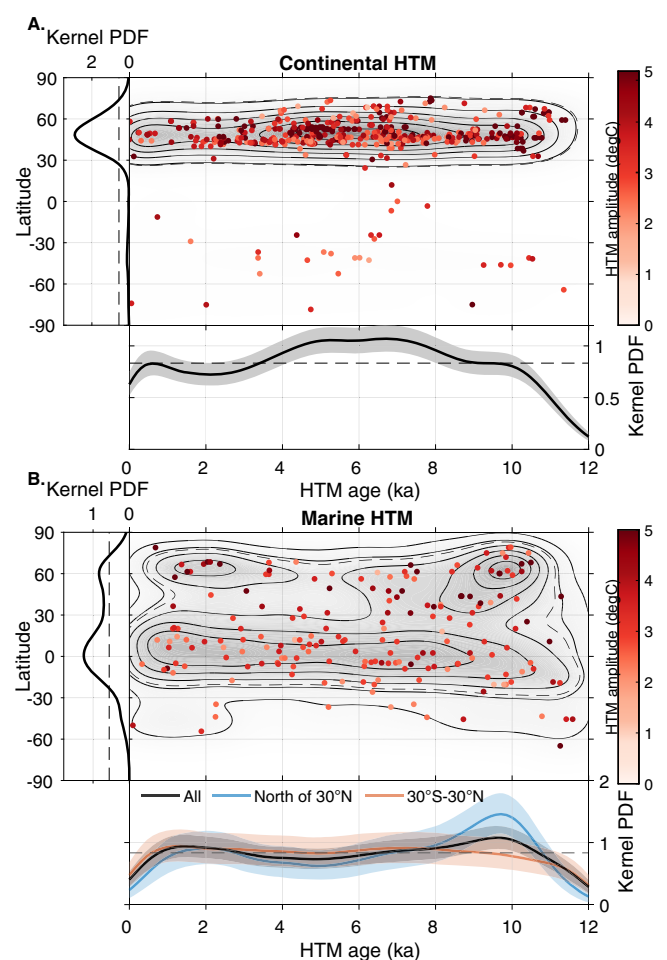 A.
Kernel PDF
2 0
Continental HTM
90
60
30
0
-30
-60
-90
Latitude
5
4
3
2
1
0
HTM amplitude (degC)
1
0.5
0
Kernel PDF
0 2 4 6 8 10 12
HTM age (ka)
B.
Kernel PDF
1 0
Marine HTM
90
60
30
0
-30
-60
-90
Latitude
5
4
3
2
1
0
HTM amplitude (degC)
All North of 30°N 30°S-30°N
2
1
0
Kernel PDF
0 2 4 6 8 10 12
HTM age (ka)